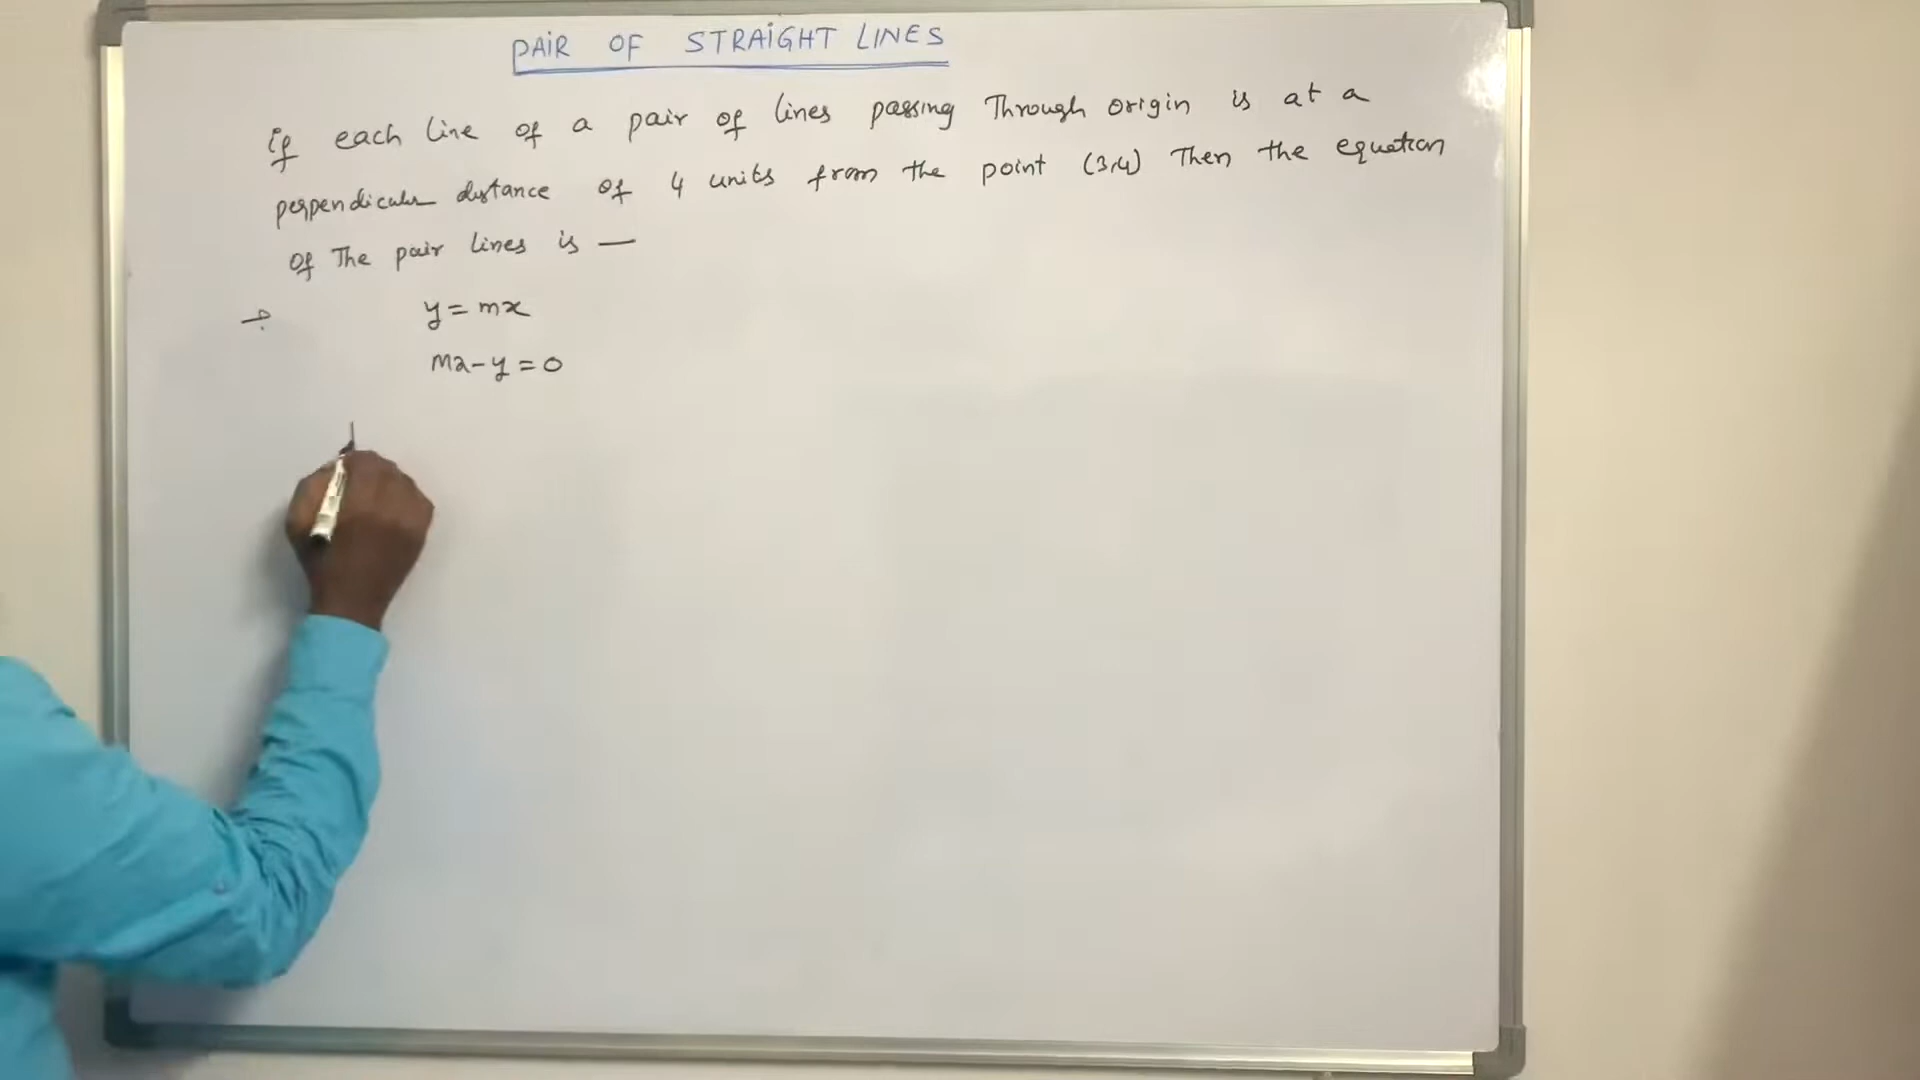 PAIR OF STRAIGHT LINES
if each line of a pair of lines passing Through origin is at a
perpendicular distance of 4 units from the point (3,4) Then the equation
of The pair lines is —
y = mx
mx - y = 0